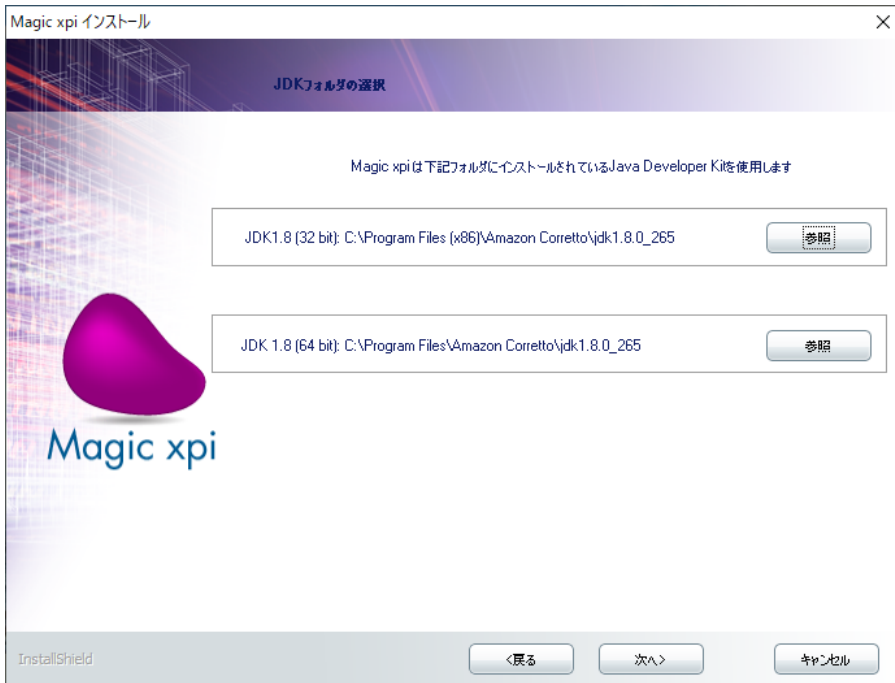 Magic xpi インストール
JDKフォルダの選択
Magic xpiは下記フォルダにインストールされているJava Developer Kitを使用します
JDK1.8 (32 bit): C:\Program Files (x86)\Amazon Corretto\jdk1.8.0_265
参照
JDK 1.8 (64 bit): C:\Program Files\Amazon Corretto\jdk1.8.0_265
参照
Magic xpi
InstallShield
<戻る
次へ>
キャンセル